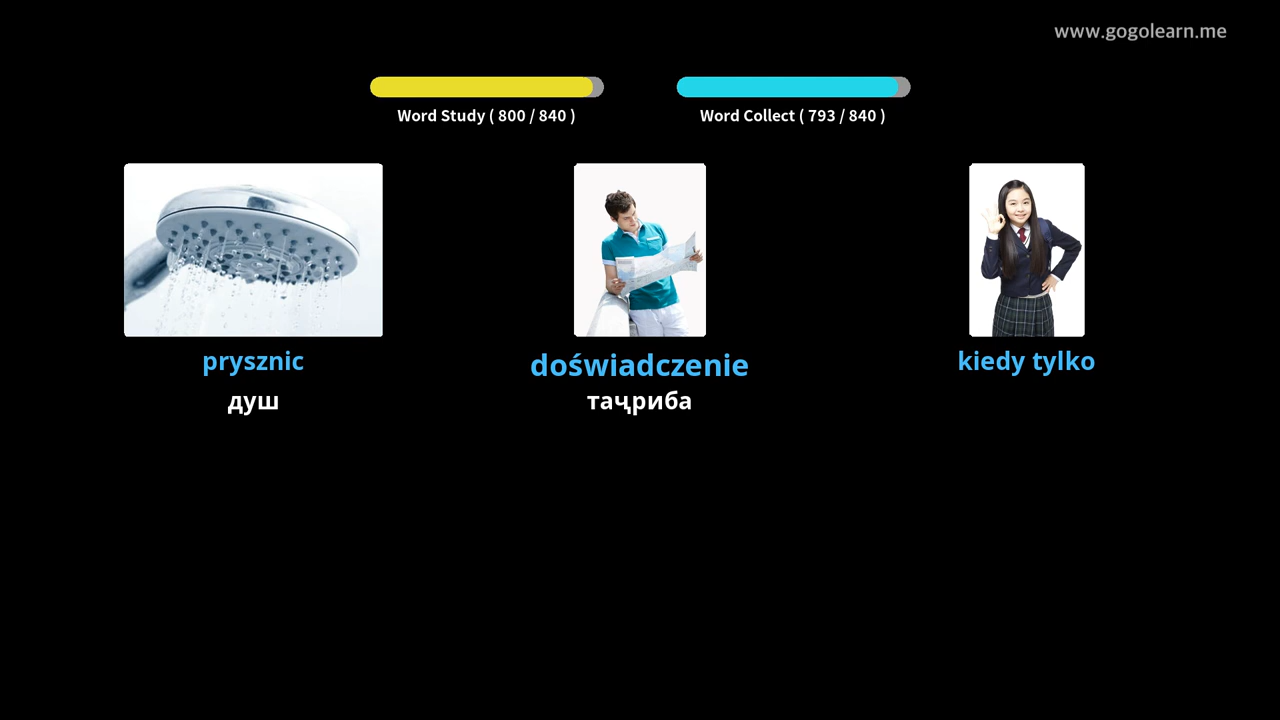 www.gogolearn.me
Word Study ( 800 / 840 )
Word Collect ( 793 / 840 )
prysznic
doświadczenie
kiedy tylko
душ
таҷриба